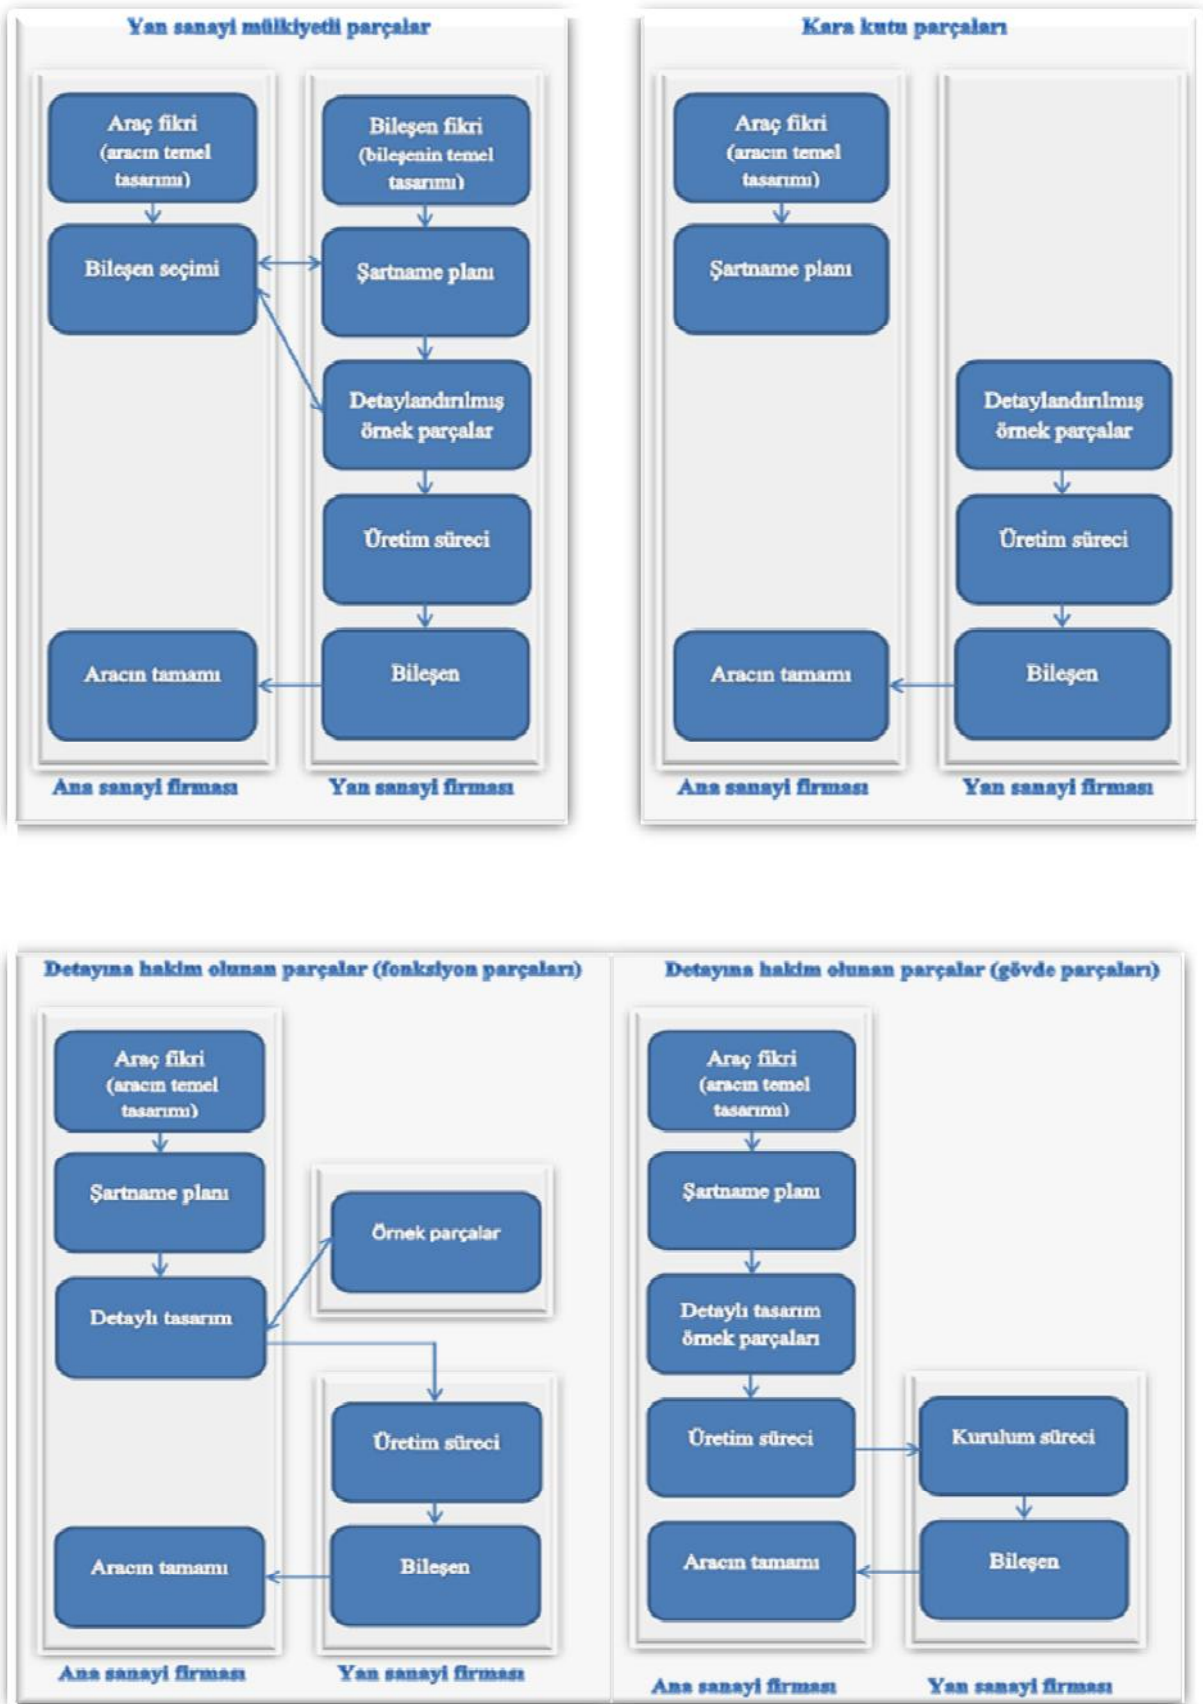 Yan sanayi mülkiyetli parçalar
Araç fikri
(aracın temel
tasarımı)
Bileşen seçimi
Aracın tamamı
Ana sanayi firması
Bileşen fikri
(bileşenin temel
tasarımı)
Şartname planı
Detaylandırılmış
örnek parçalar
Üretim süreci
Bileşen
Yan sanayi firması
Kara kutu parçaları
Araç fikri
(aracın temel
tasarımı)
Şartname planı
Aracın tamamı
Ana sanayi firması
Detaylandırılmış
örnek parçalar
Üretim süreci
Bileşen
Yan sanayi firması
Detayına hakim olunan parçalar (fonksiyon parçaları)
Araç fikri
(aracın temel
tasarımı)
Şartname planı
Detaylı tasarım
Aracın tamamı
Ana sanayi firması
Örnek parçalar
Üretim süreci
Bileşen
Yan sanayi firması
Detayına hakim olunan parçalar (gövde parçaları)
Araç fikri
(aracın temel
tasarımı)
Şartname planı
Detaylı tasarım
örnek parçaları
Üretim süreci
Aracın tamamı
Ana sanayi firması
Kurulum süreci
Bileşen
Yan sanayi firması